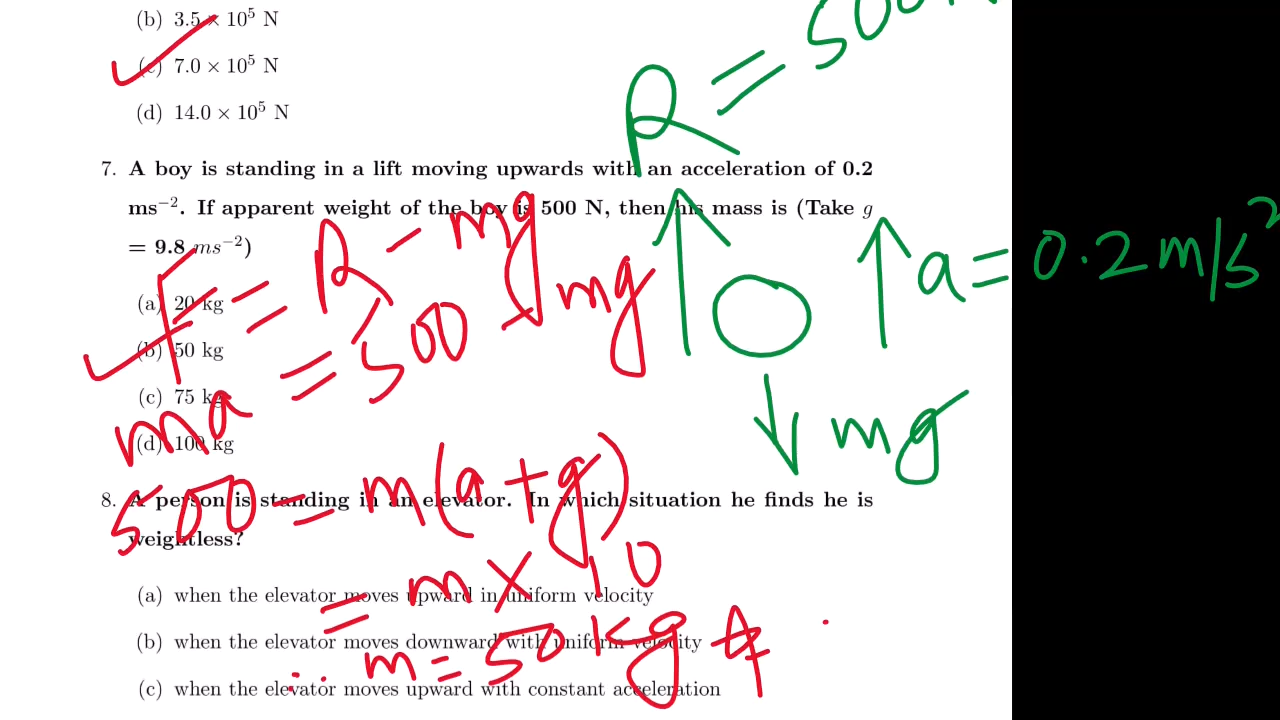 (b) 3.5 × 10⁵ N
(c) 7.0 × 10⁵ N
(d) 14.0 × 10⁵ N
R = 500
7. A boy is standing in a lift moving upwards with an acceleration of 0.2
ms⁻². If apparent weight of the boy is 500 N, then his mass is (Take g
= 9.8 ms⁻²)
(a) 20 kg
(b) 50 kg
(c) 75 kg
(d) 100 kg
F = R - mg
ma = 500 - mg
500 = m(a+g)
= m × 10
∴ m = 50 kg
a = 0.2 m/s²
mg
8. A person is standing in an elevator. In which situation he finds he is
weightless?
(a) when the elevator moves upward in uniform velocity
(b) when the elevator moves downward with uniform velocity
(c) when the elevator moves upward with constant acceleration